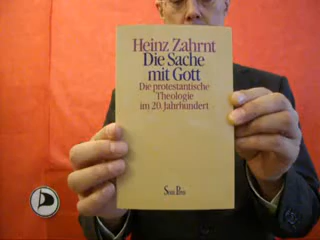 Heinz Zahrnt
Die Sache
mit Gott
Die protestantische
Theologie
im 20. Jahrhundert